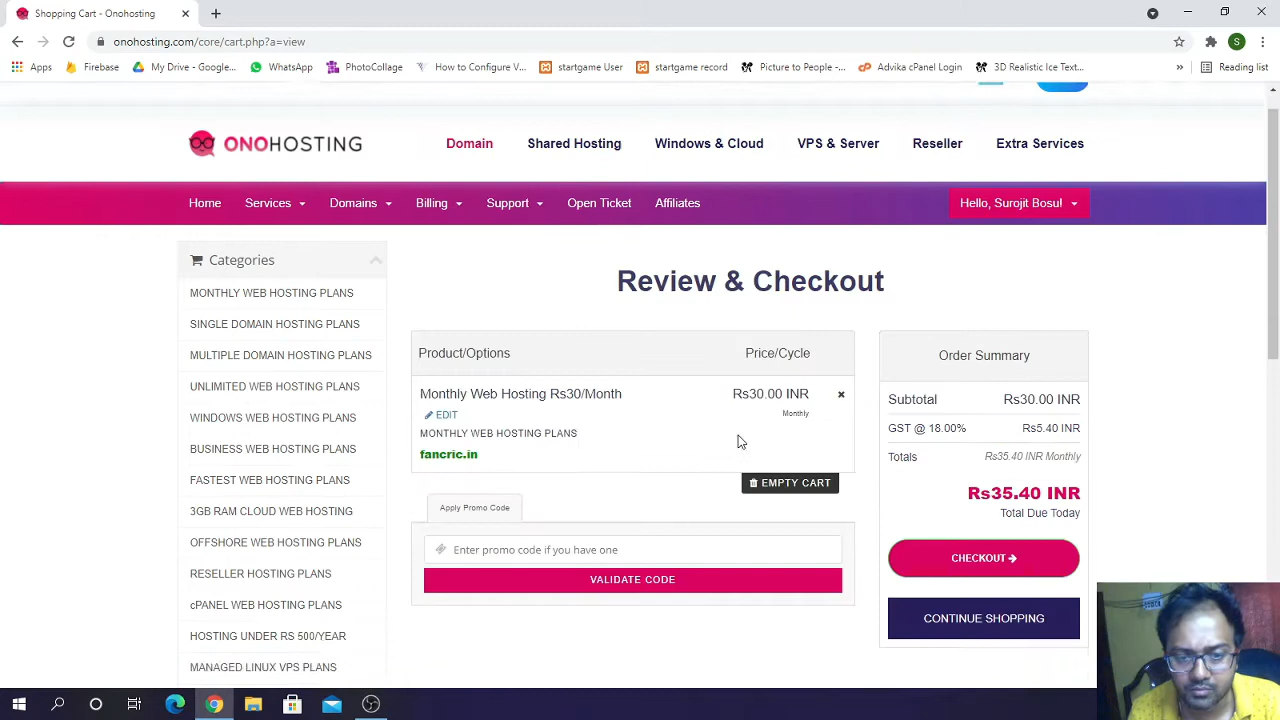 Shopping Cart - Onohosting
onohosting.com/core/cart.php?a=view
S
Apps
Firebase
My Drive - Google...
WhatsApp
PhotoCollage
How to Configure V...
startgame User
startgame record
Picture to People -...
Advika cPanel Login
3D Realistic Ice Text...
»
Reading list
ONOHOSTING
Domain
Shared Hosting
Windows & Cloud
VPS & Server
Reseller
Extra Services
Home
Services
Domains
Billing
Support
Open Ticket
Affiliates
Hello, Surojit Bosu!
Categories
MONTHLY WEB HOSTING PLANS
SINGLE DOMAIN HOSTING PLANS
MULTIPLE DOMAIN HOSTING PLANS
UNLIMITED WEB HOSTING PLANS
WINDOWS WEB HOSTING PLANS
BUSINESS WEB HOSTING PLANS
FASTEST WEB HOSTING PLANS
3GB RAM CLOUD WEB HOSTING
OFFSHORE WEB HOSTING PLANS
RESELLER HOSTING PLANS
cPANEL WEB HOSTING PLANS
HOSTING UNDER RS 500/YEAR
MANAGED LINUX VPS PLANS
Review & Checkout
Product/Options Price/Cycle
Monthly Web Hosting Rs30/Month Rs30.00 INR
EDIT Monthly
MONTHLY WEB HOSTING PLANS
fancric.in
EMPTY CART
Apply Promo Code
Enter promo code if you have one
VALIDATE CODE
Order Summary
Subtotal Rs30.00 INR
GST @ 18.00% Rs5.40 INR
Totals Rs35.40 INR Monthly
Rs35.40 INR
Total Due Today
CHECKOUT
CONTINUE SHOPPING